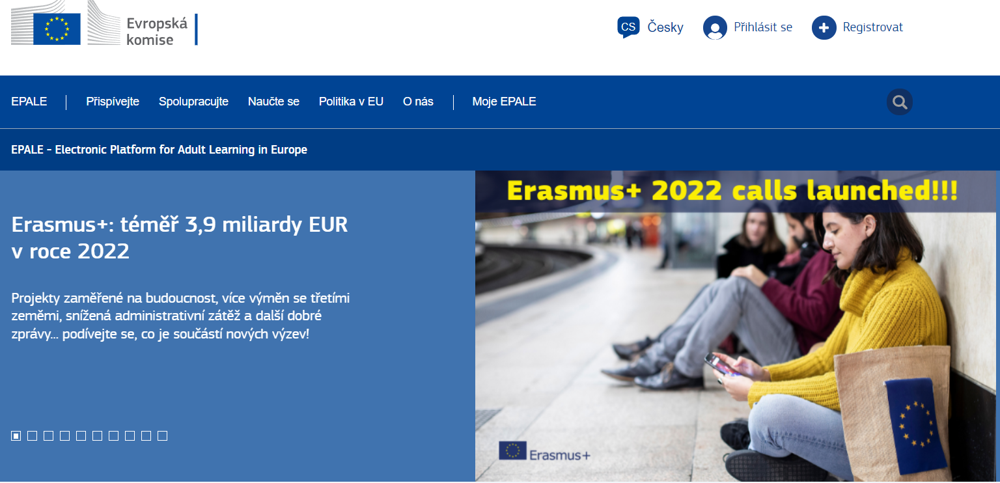 Evropská
komise
CS Česky
Přihlásit se
Registrovat
EPALE
Přispívejte
Spolupracujte
Naučte se
Politika v EU
O nás
Moje EPALE
EPALE - Electronic Platform for Adult Learning in Europe
Erasmus+: téměř 3,9 miliardy EUR
v roce 2022
Projekty zaměřené na budoucnost, více výměn se třetími
zeměmi, snížená administrativní zátěž a další dobré
zprávy... podívejte se, co je součástí nových výzev!
Erasmus+ 2022 calls launched!!!
Erasmus+